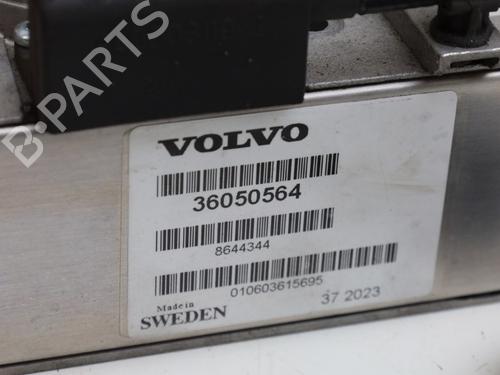 B-PARTS
VOLVO
36050564
8644344
010603615695
Made in
SWEDEN
37 2023